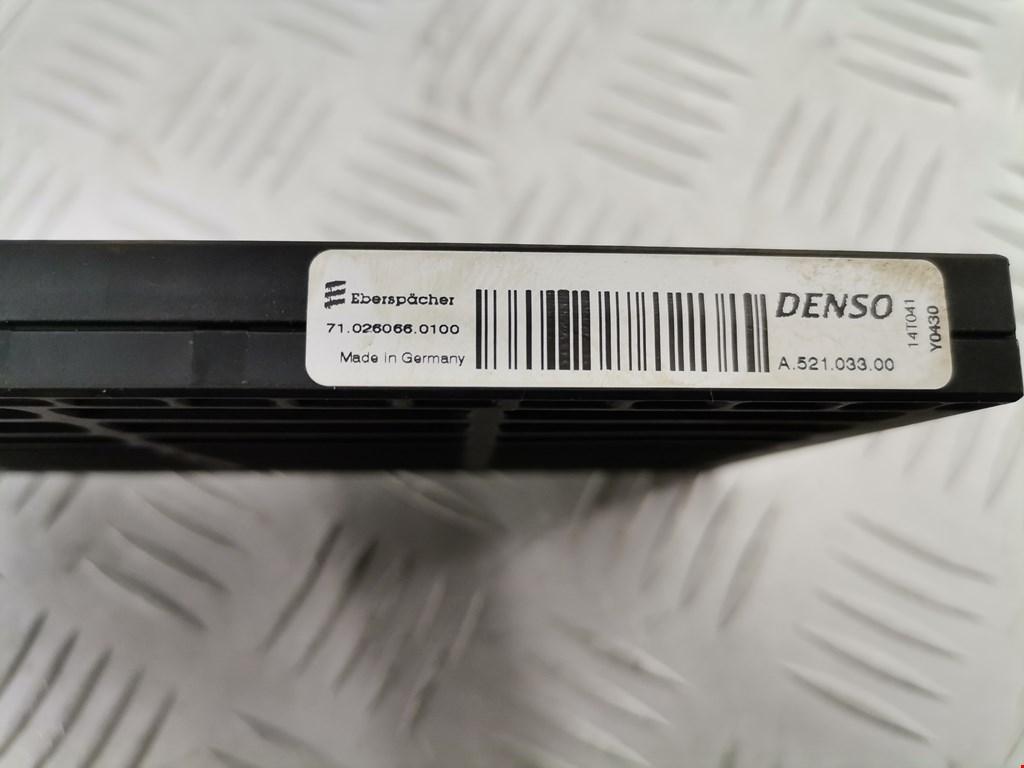 Eberspächer
71.026066.0100
Made in Germany
DENSO
A.521.033.00
14T041
Y0430